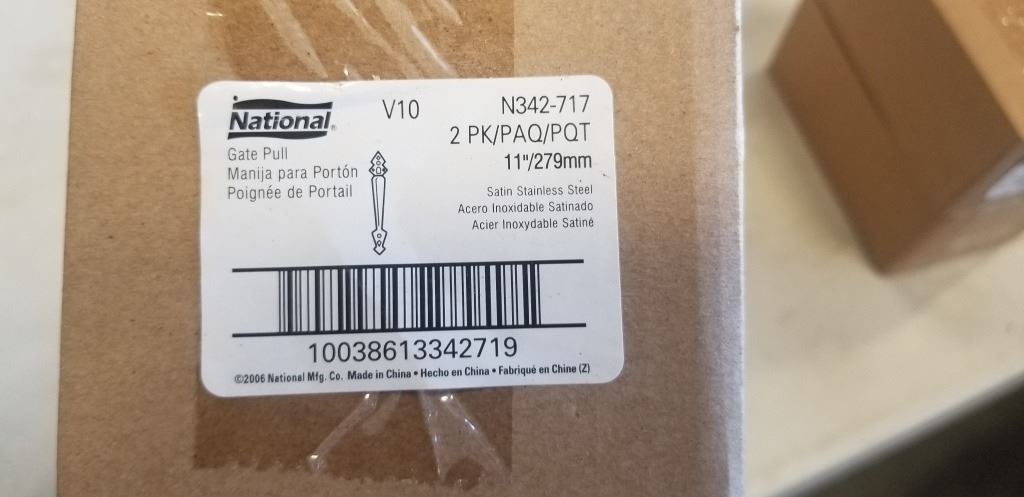 National®
V10
N342-717
2 PK/PAQ/PQT
11"/279mm
Gate Pull
Manija para Portón
Poignée de Portail
Satin Stainless Steel
Acero Inoxidable Satinado
Acier Inoxydable Satiné
10038613342719
©2006 National Mfg. Co. Made in China • Hecho en China • Fabriqué en Chine (Z)